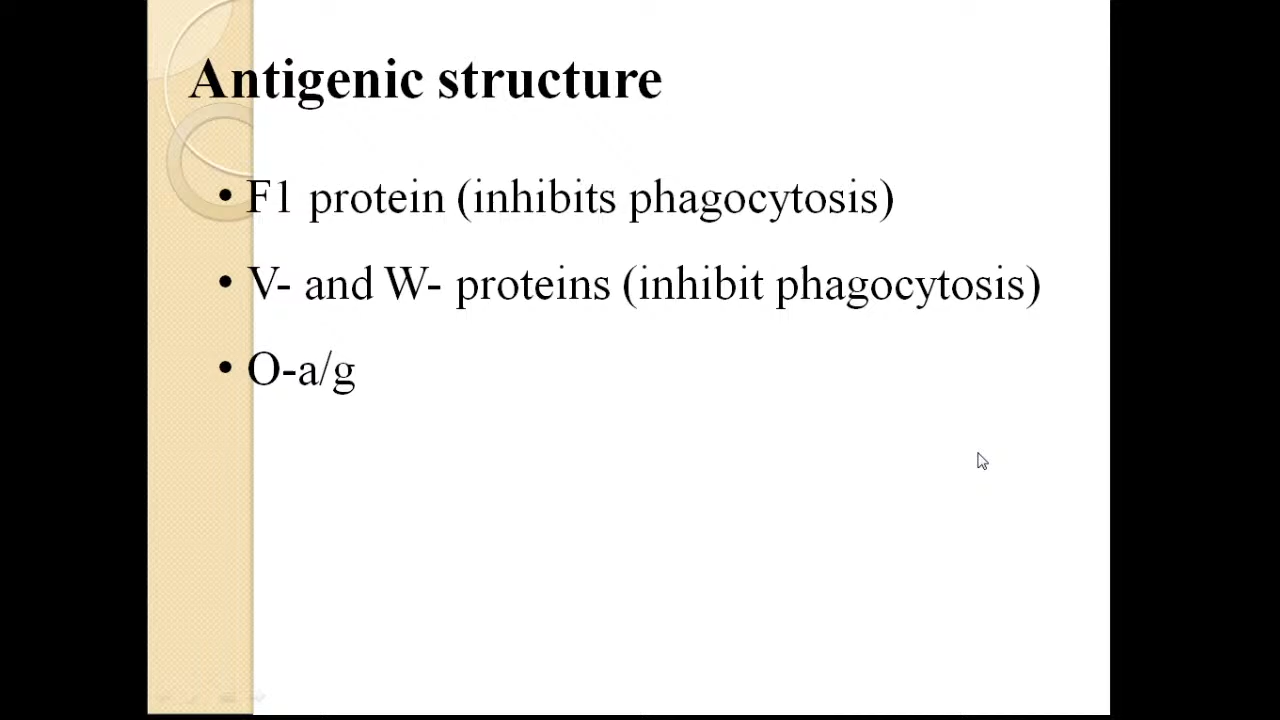 Antigenic structure
• F1 protein (inhibits phagocytosis)
• V- and W- proteins (inhibit phagocytosis)
• O-a/g